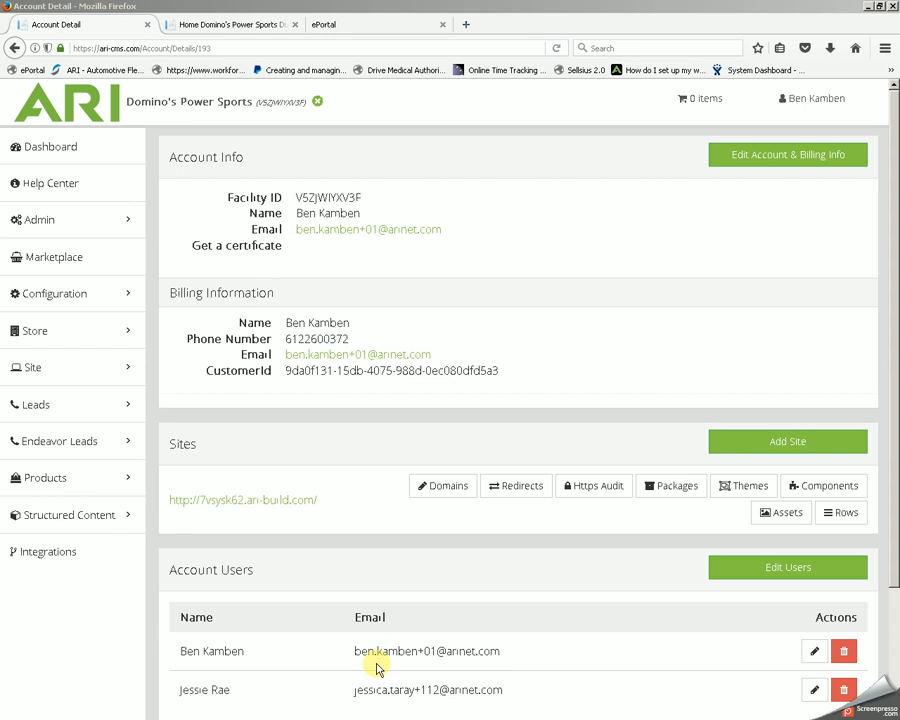 Account Detail - Mozilla Firefox
Account Detail
Home Domino's Power Sports Du
ePortal
https://ari-cms.com/Account/Details/193
Search
ePortal
ARI - Automotive Fle...
https://www.workfor...
Creating and managin...
Drive Medical Authori...
Online Time Tracking ...
Sellsius 2.0
How do I set up my w...
System Dashboard - ...
ARI
Domino's Power Sports (V5ZJWIYXV3F)
0 items
Ben Kamben
Dashboard
Help Center
Admin
Marketplace
Configuration
Store
Site
Leads
Endeavor Leads
Products
Structured Content
Integrations
Account Info
Edit Account & Billing Info
Facility ID V5ZJWIYXV3F
Name Ben Kamben
Email ben.kamben+01@arinet.com
Get a certificate
Billing Information
Name Ben Kamben
Phone Number 6122600372
Email ben.kamben+01@arinet.com
CustomerId 9da0f131-15db-4075-988d-0ec080dfd5a3
Sites
Add Site
http://7vsysk62.ari-build.com/
Domains
Redirects
Https Audit
Packages
Themes
Components
Assets
Rows
Account Users
Edit Users
Name Email Actions
Ben Kamben ben.kamben+01@arinet.com
Jessie Rae jessica.taray+112@arinet.com
Screenpresso
.com